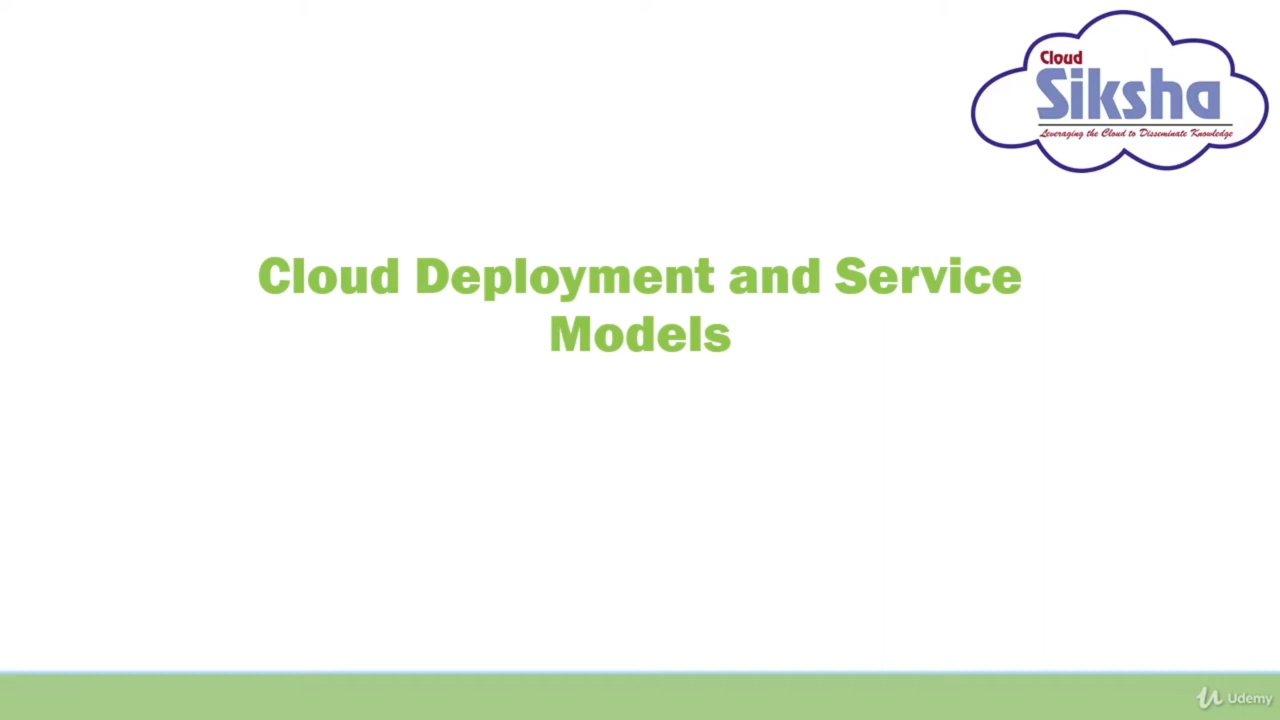 Cloud
Siksha
Leveraging the Cloud to Disseminate Knowledge
Cloud Deployment and Service
Models
Udemy